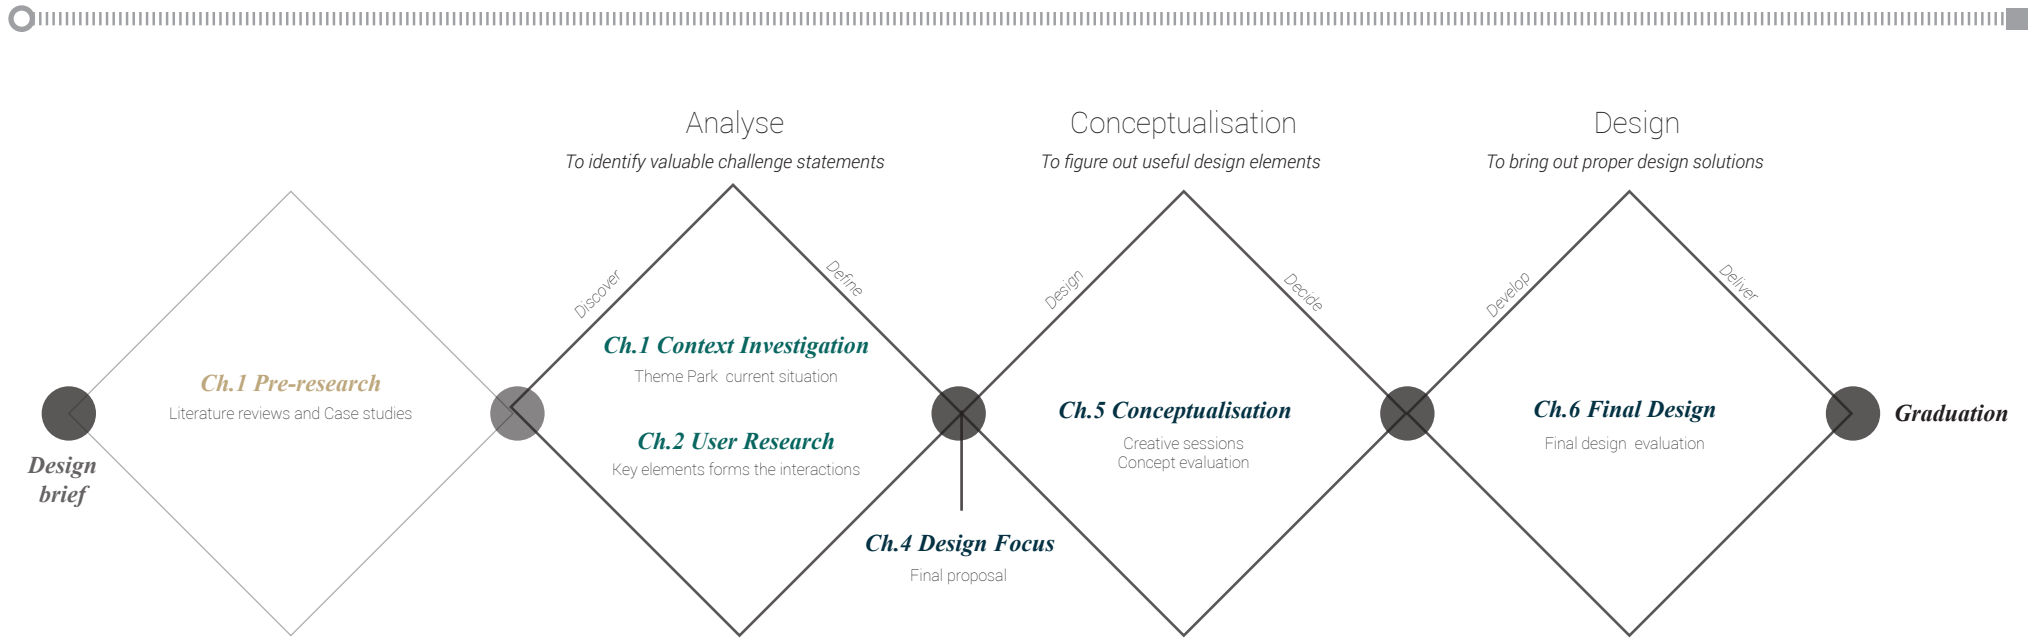 Analyse
To identify valuable challenge statements
Conceptualisation
To figure out useful design elements
Design
To bring out proper design solutions
Discover
Define
Design
Decide
Develop
Deliver
Design
brief
Ch.1 Pre-research
Literature reviews and Case studies
Ch.1 Context Investigation
Theme Park current situation
Ch.2 User Research
Key elements forms the interactions
Ch.4 Design Focus
Final proposal
Ch.5 Conceptualisation
Creative sessions
Concept evaluation
Ch.6 Final Design
Final design evaluation
Graduation